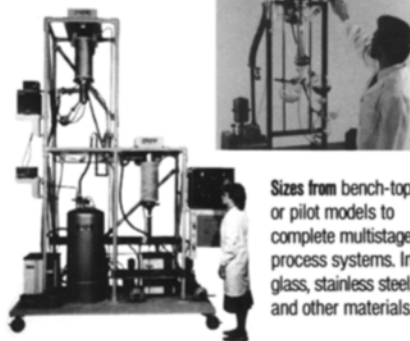 Sizes from bench-top
or pilot models to
complete multistage
process systems. In
glass, stainless steel
and other materials